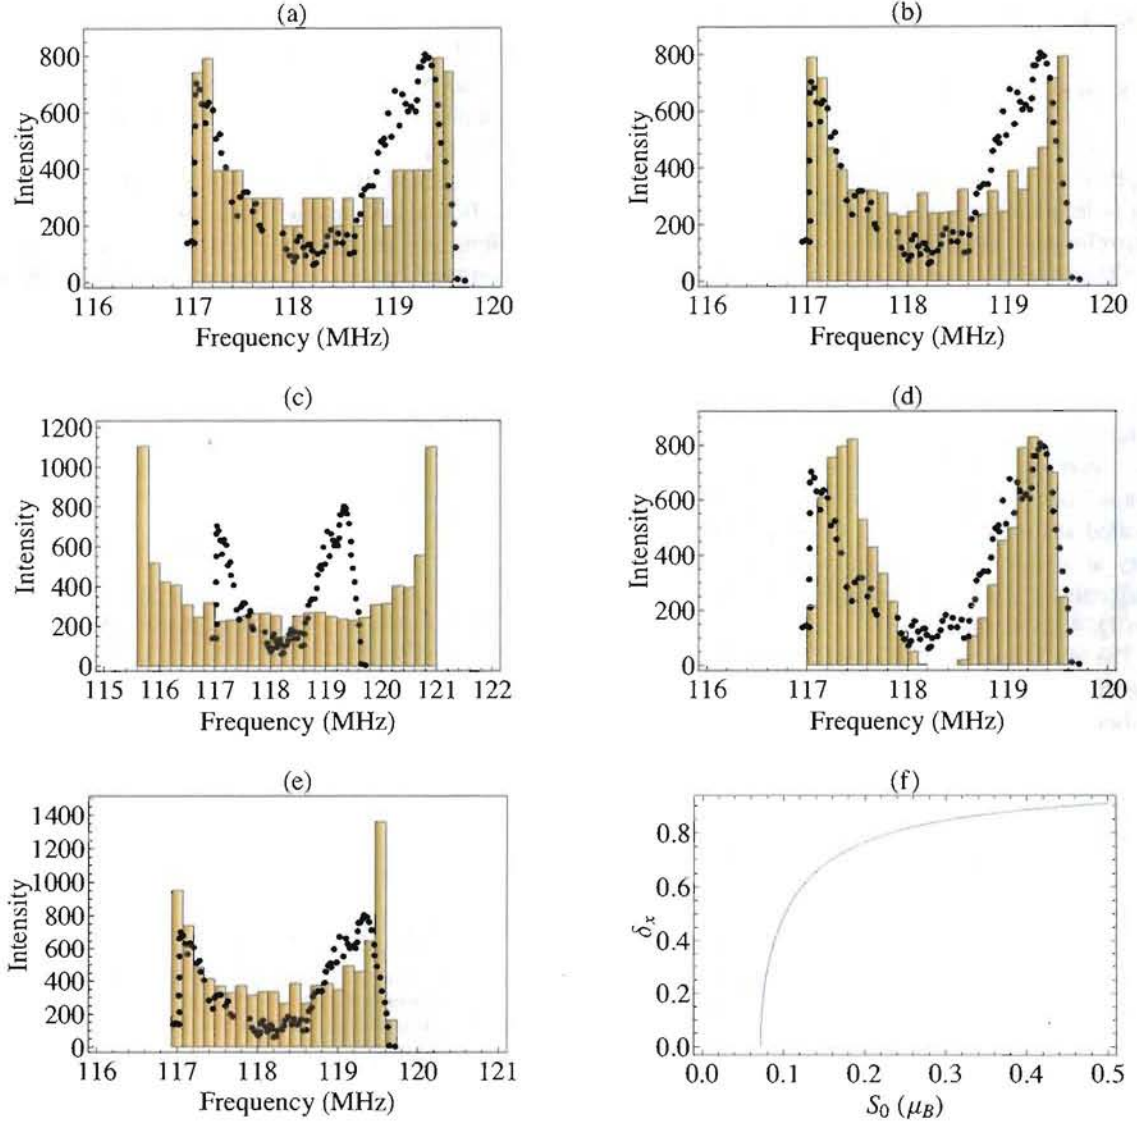 (a)
800
600
400
200
0
Intensity
116 117 118 119 120
Frequency (MHz)
(b)
800
600
400
200
0
Intensity
116 117 118 119 120
Frequency (MHz)
(c)
1200
1000
800
600
400
200
0
Intensity
115 116 117 118 119 120 121 122
Frequency (MHz)
(d)
800
600
400
200
0
Intensity
116 117 118 119 120
Frequency (MHz)
(e)
1400
1200
1000
800
600
400
200
0
Intensity
116 117 118 119 120 121
Frequency (MHz)
(f)
0.8
0.6
0.4
0.2
0.0
δx
0.0 0.1 0.2 0.3 0.4 0.5
S0 (μB)